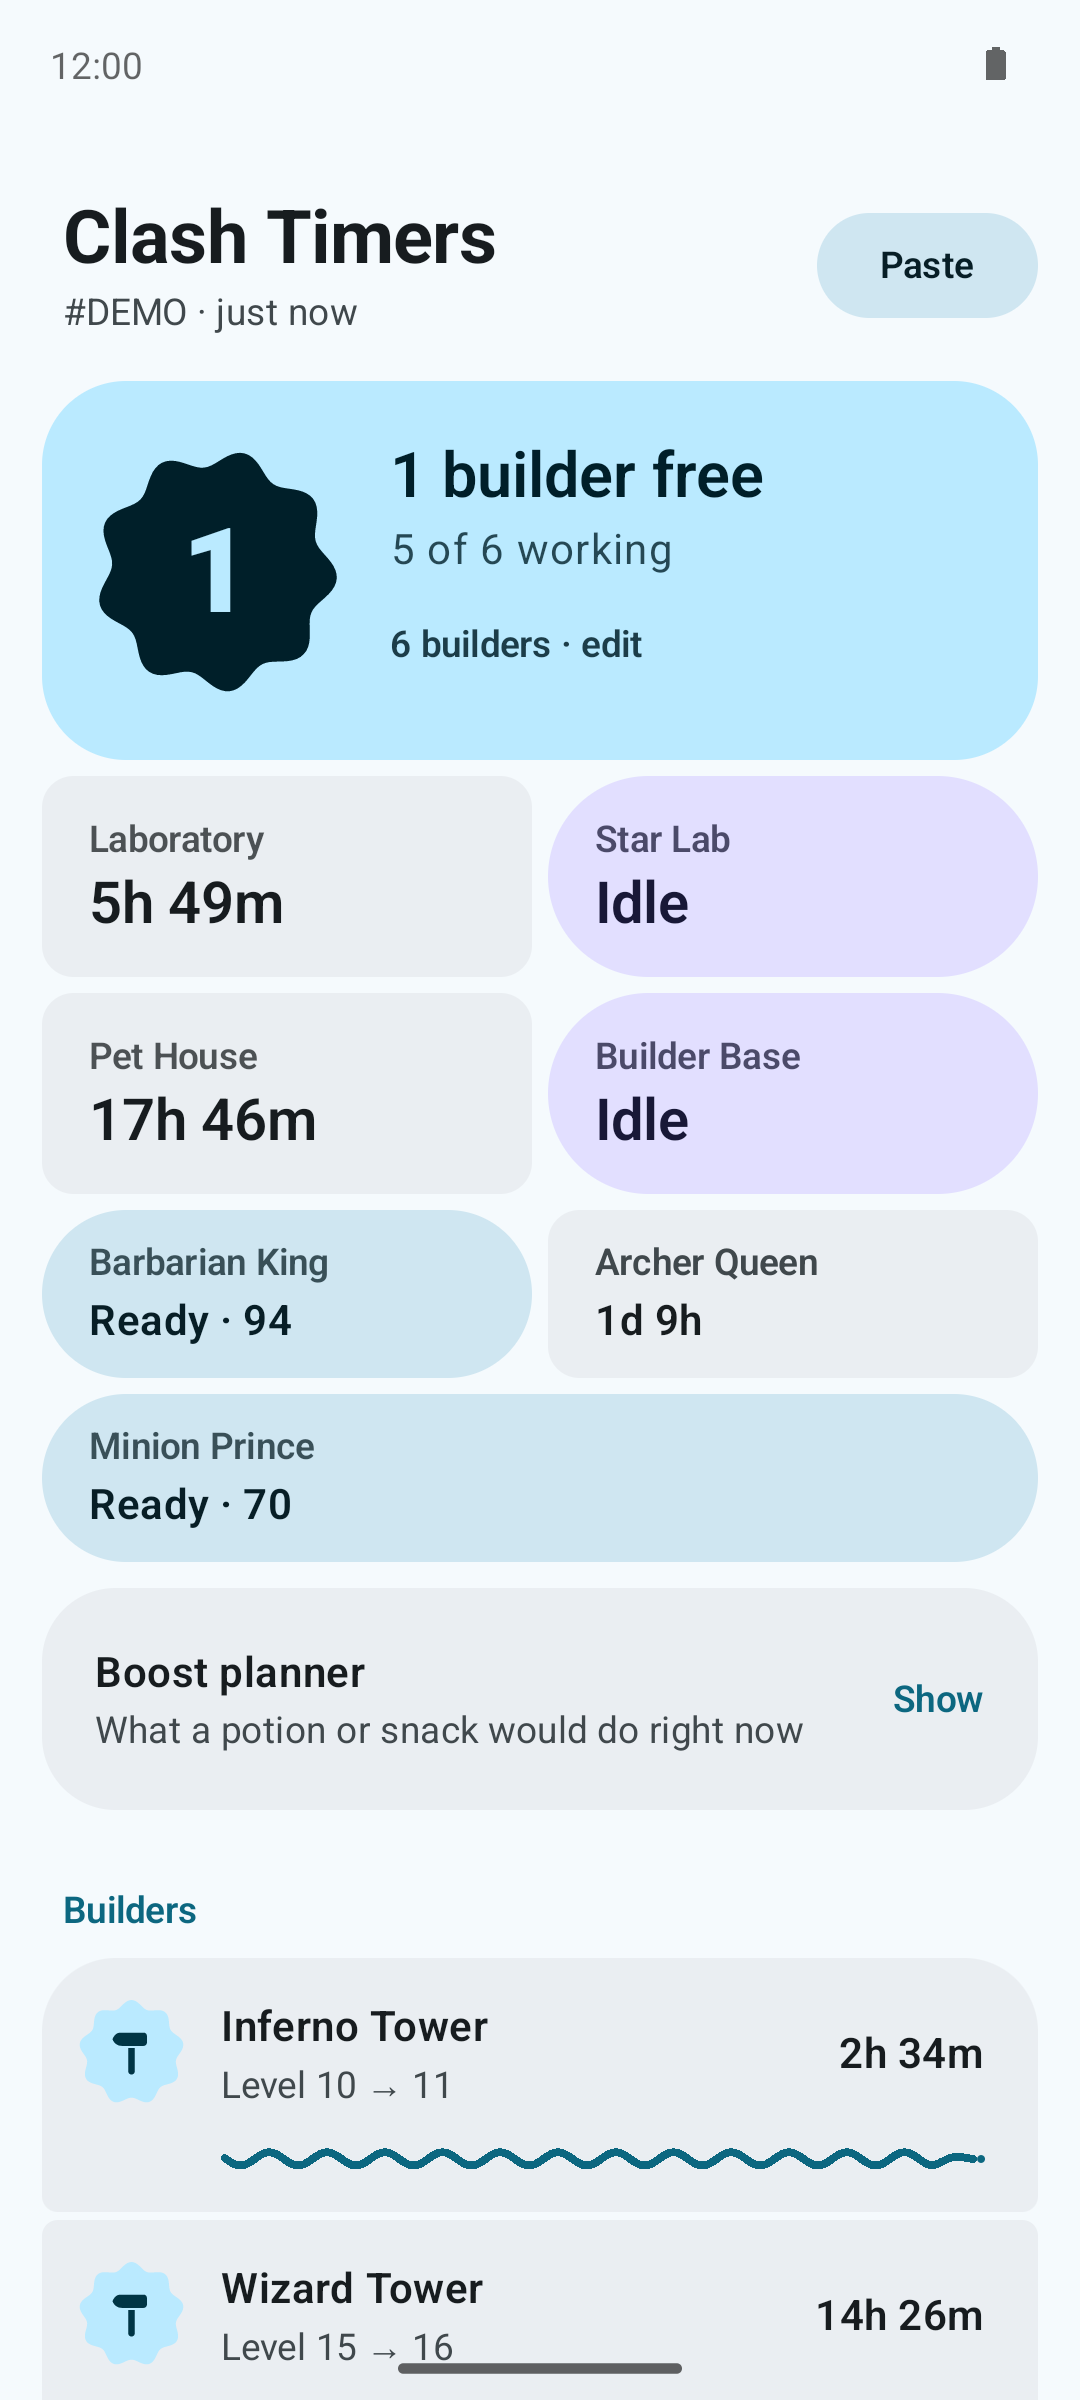 12:00
Clash Timers
#DEMO · just now
Paste
1
1 builder free
5 of 6 working
6 builders · edit
Laboratory
5h 49m
Star Lab
Idle
Pet House
17h 46m
Builder Base
Idle
Barbarian King
Ready · 94
Archer Queen
1d 9h
Minion Prince
Ready · 70
Boost planner
What a potion or snack would do right now
Show
Builders
Inferno Tower
Level 10 → 11
2h 34m
Wizard Tower
Level 15 → 16
14h 26m